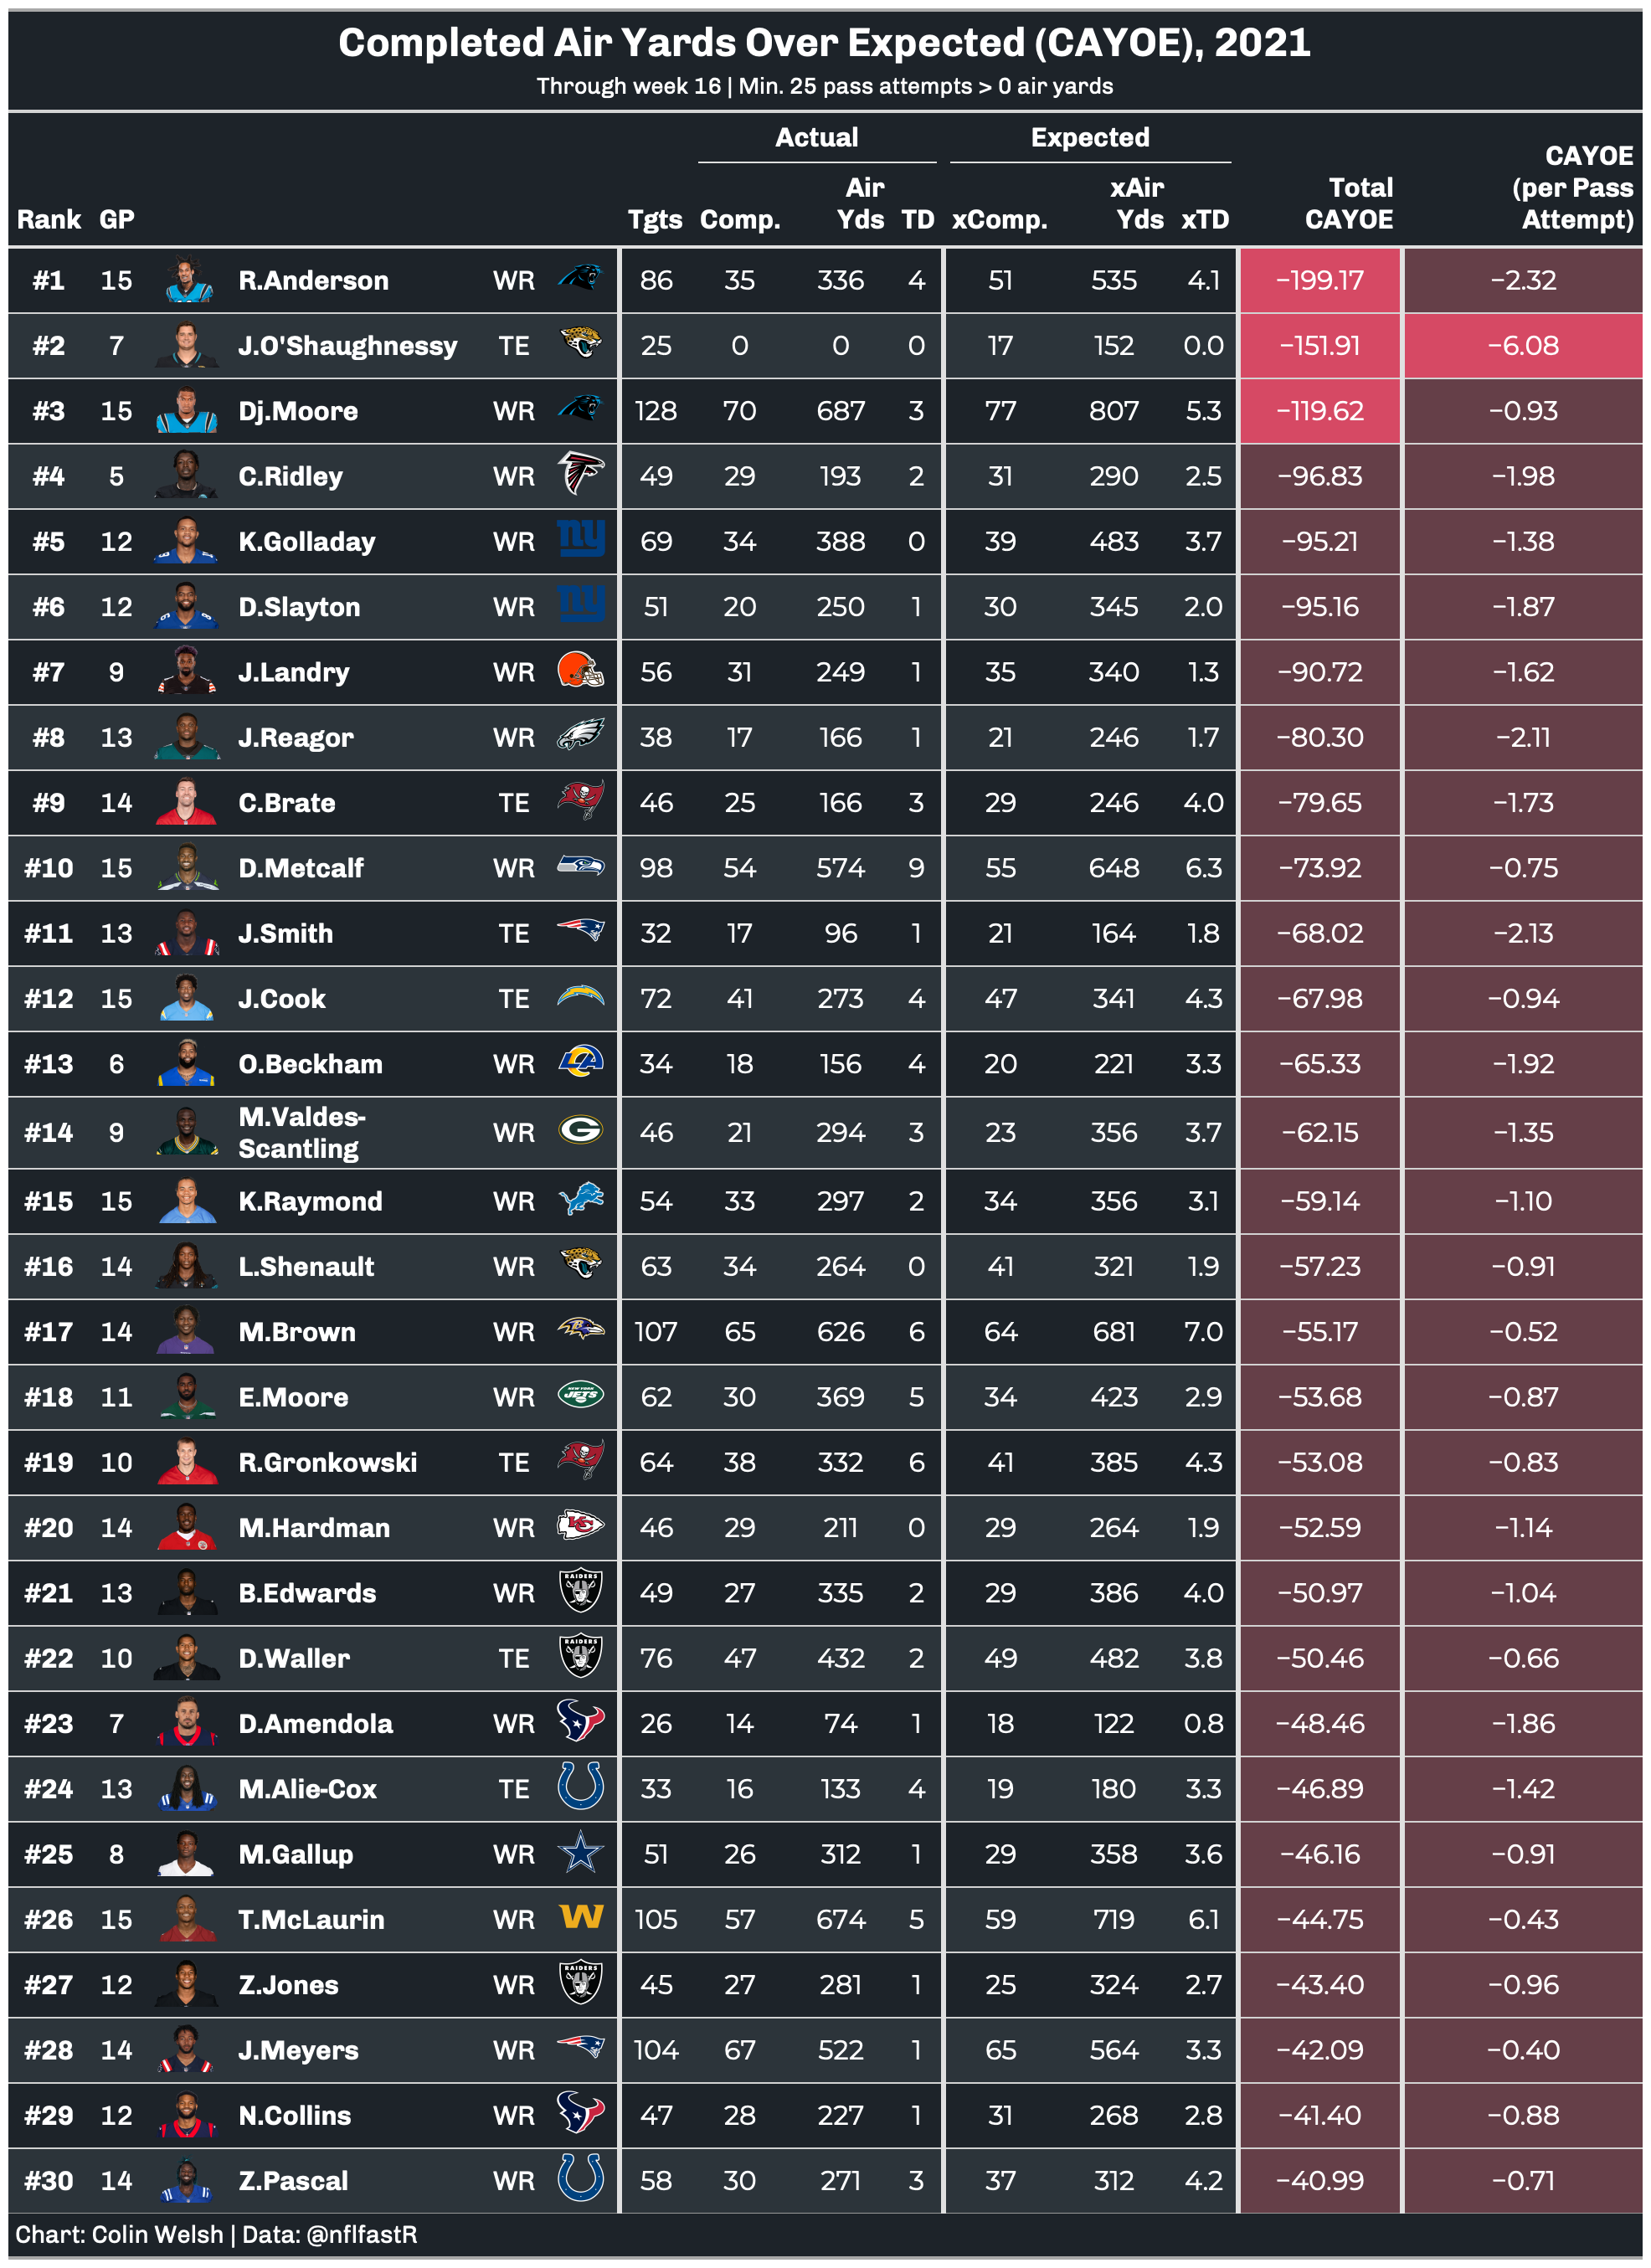 Completed Air Yards Over Expected (CAYOE), 2021
Through week 16 | Min. 25 pass attempts > 0 air yards
Actual Expected
Rank GP Tgts Comp. Air Yds TD xComp. xAir Yds xTD Total CAYOE CAYOE (per Pass Attempt)
#1 15 R.Anderson WR 86 35 336 4 51 535 4.1 −199.17 −2.32
#2 7 J.O'Shaughnessy TE 25 0 0 0 17 152 0.0 −151.91 −6.08
#3 15 Dj.Moore WR 128 70 687 3 77 807 5.3 −119.62 −0.93
#4 5 C.Ridley WR 49 29 193 2 31 290 2.5 −96.83 −1.98
#5 12 K.Golladay WR ny 69 34 388 0 39 483 3.7 −95.21 −1.38
#6 12 D.Slayton WR ny 51 20 250 1 30 345 2.0 −95.16 −1.87
#7 9 J.Landry WR 56 31 249 1 35 340 1.3 −90.72 −1.62
#8 13 J.Reagor WR 38 17 166 1 21 246 1.7 −80.30 −2.11
#9 14 C.Brate TE 46 25 166 3 29 246 4.0 −79.65 −1.73
#10 15 D.Metcalf WR 98 54 574 9 55 648 6.3 −73.92 −0.75
#11 13 J.Smith TE 32 17 96 1 21 164 1.8 −68.02 −2.13
#12 15 J.Cook TE 72 41 273 4 47 341 4.3 −67.98 −0.94
#13 6 O.Beckham WR LA 34 18 156 4 20 221 3.3 −65.33 −1.92
#14 9 M.Valdes-Scantling WR G 46 21 294 3 23 356 3.7 −62.15 −1.35
#15 15 K.Raymond WR 54 33 297 2 34 356 3.1 −59.14 −1.10
#16 14 L.Shenault WR 63 34 264 0 41 321 1.9 −57.23 −0.91
#17 14 M.Brown WR 107 65 626 6 64 681 7.0 −55.17 −0.52
#18 11 E.Moore WR NEW YORK JETS 62 30 369 5 34 423 2.9 −53.68 −0.87
#19 10 R.Gronkowski TE 64 38 332 6 41 385 4.3 −53.08 −0.83
#20 14 M.Hardman WR KC 46 29 211 0 29 264 1.9 −52.59 −1.14
#21 13 B.Edwards WR RAIDERS 49 27 335 2 29 386 4.0 −50.97 −1.04
#22 10 D.Waller TE RAIDERS 76 47 432 2 49 482 3.8 −50.46 −0.66
#23 7 D.Amendola WR 26 14 74 1 18 122 0.8 −48.46 −1.86
#24 13 M.Alie-Cox TE 33 16 133 4 19 180 3.3 −46.89 −1.42
#25 8 M.Gallup WR 51 26 312 1 29 358 3.6 −46.16 −0.91
#26 15 T.McLaurin WR W 105 57 674 5 59 719 6.1 −44.75 −0.43
#27 12 Z.Jones WR RAIDERS 45 27 281 1 25 324 2.7 −43.40 −0.96
#28 14 J.Meyers WR 104 67 522 1 65 564 3.3 −42.09 −0.40
#29 12 N.Collins WR 47 28 227 1 31 268 2.8 −41.40 −0.88
#30 14 Z.Pascal WR 58 30 271 3 37 312 4.2 −40.99 −0.71
Chart: Colin Welsh | Data: @nflfastR